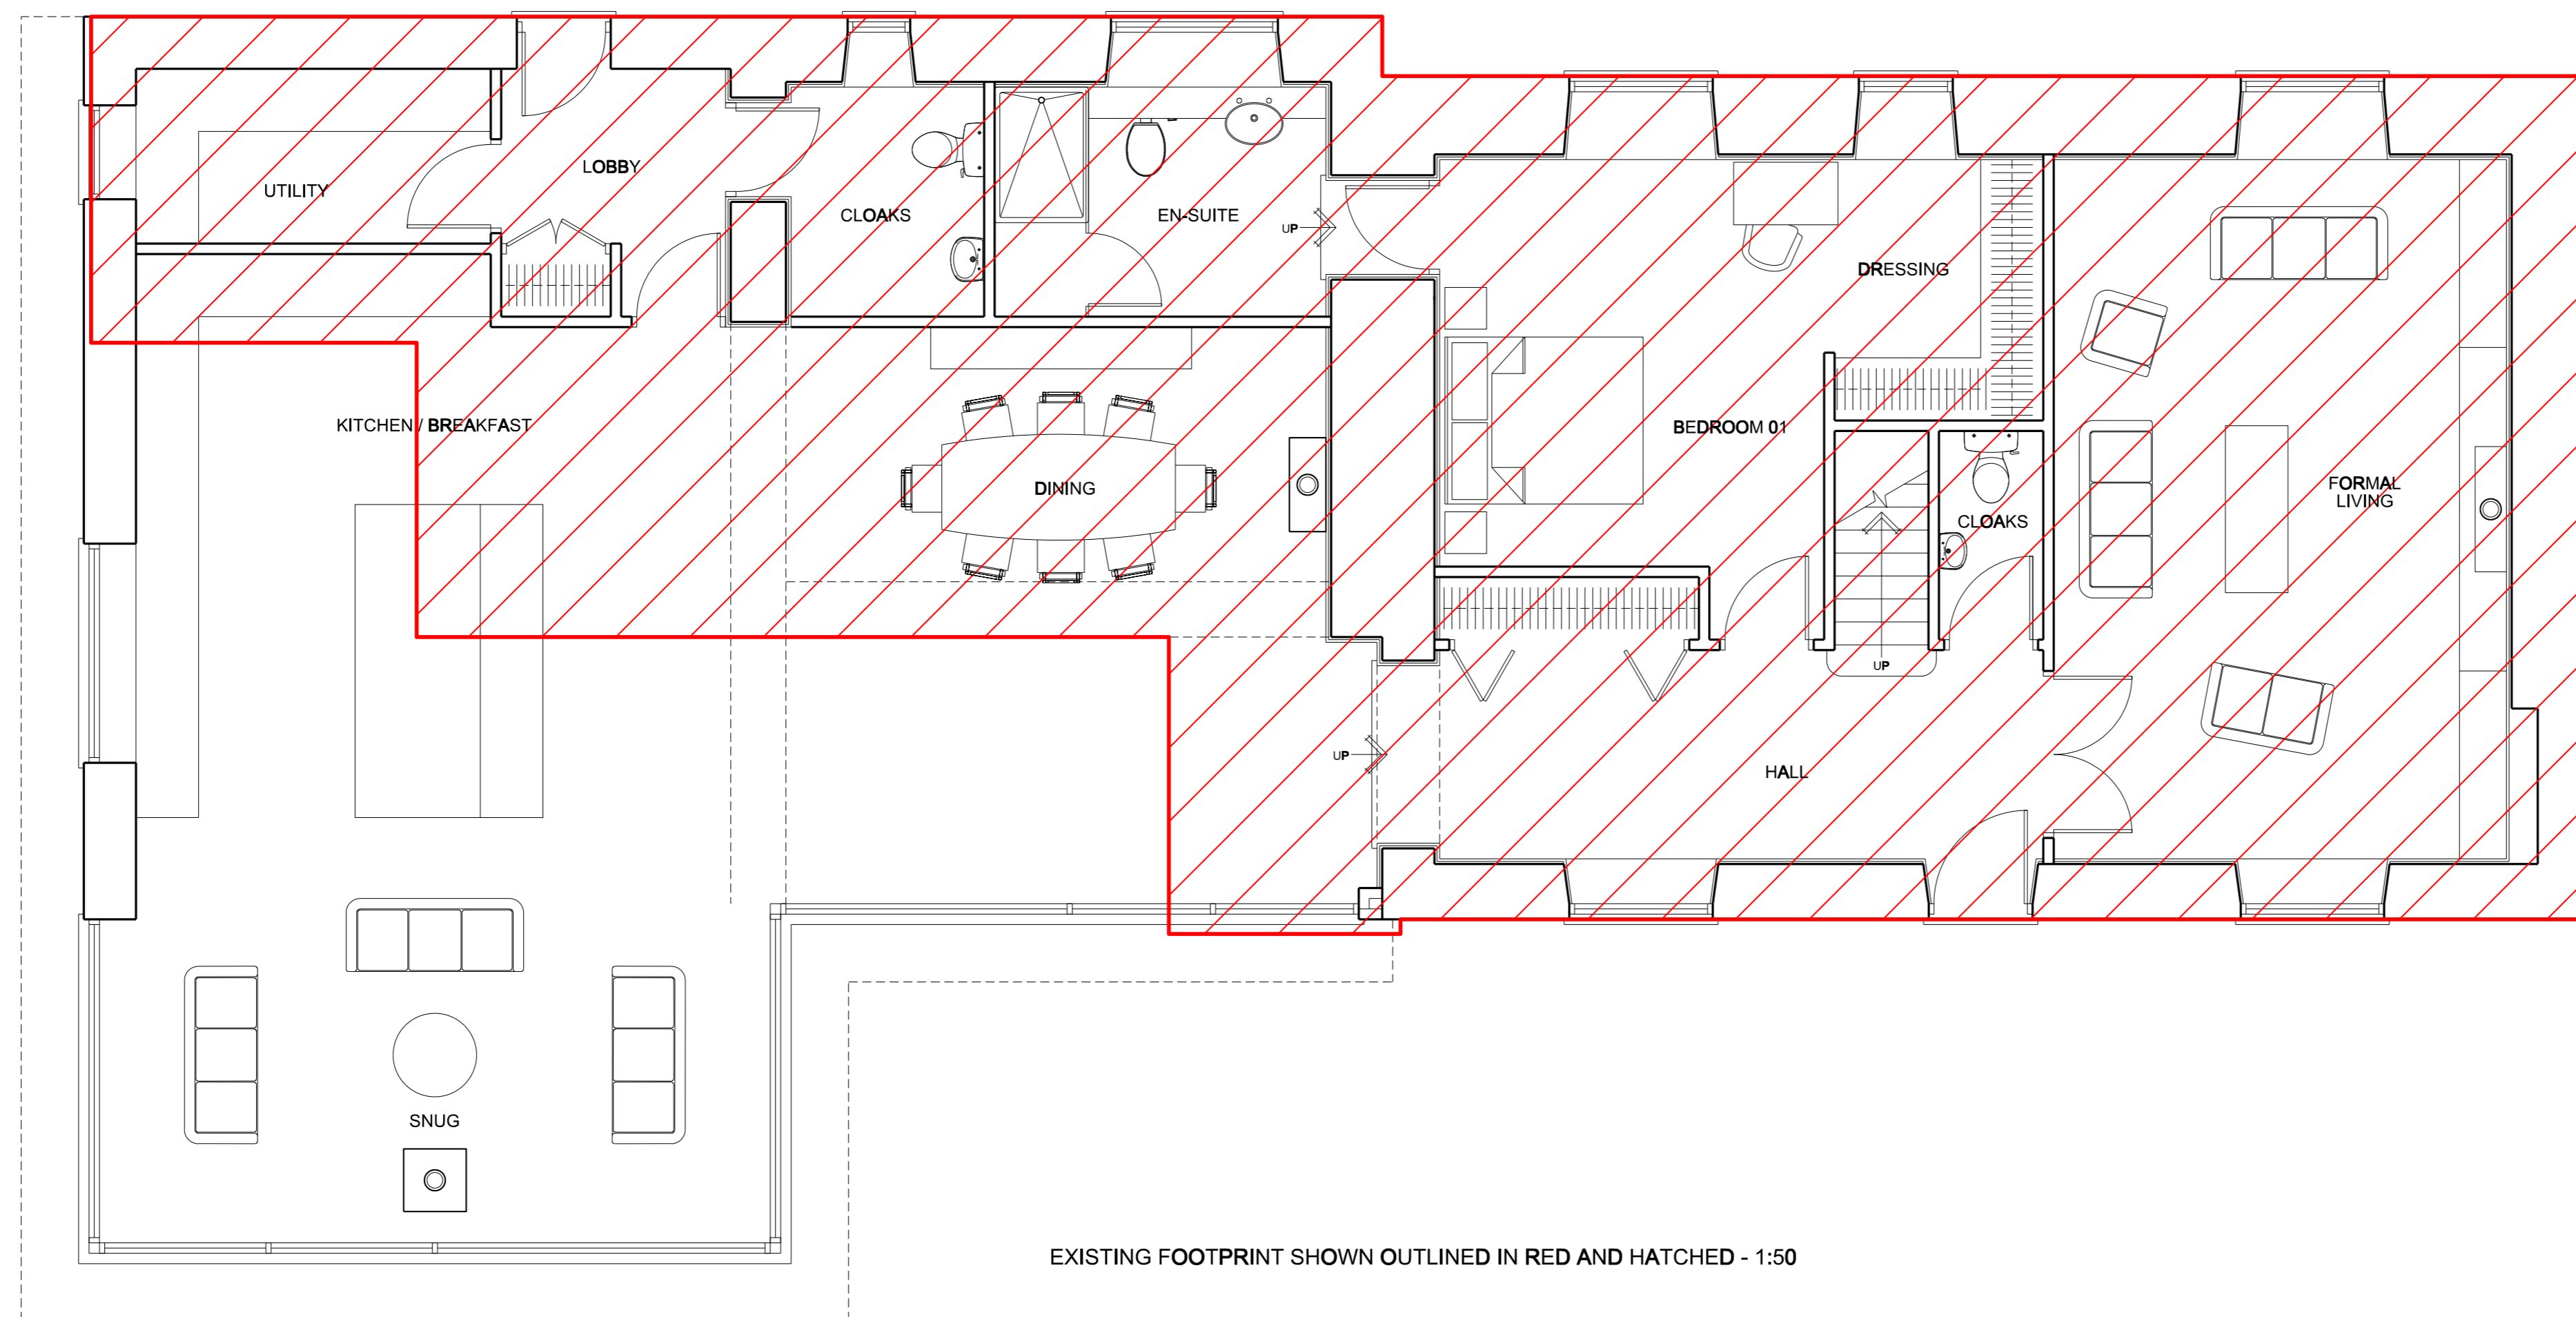 LOBBY
UTILITY
CLOAKS
EN-SUITE
UP
DRESSING
KITCHEN / BREAKFAST
BEDROOM 01
DINING
FORMAL
LIVING
CLOAKS
UP
UP
HALL
SNUG
EXISTING FOOTPRINT SHOWN OUTLINED IN RED AND HATCHED - 1:50